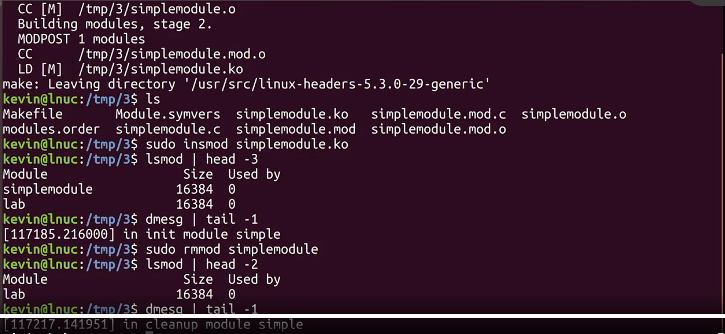 CC [M]  /tmp/3/simplemodule.o
Building modules, stage 2.
MODPOST 1 modules
CC      /tmp/3/simplemodule.mod.o
LD [M]  /tmp/3/simplemodule.ko
make: Leaving directory '/usr/src/linux-headers-5.3.0-29-generic'
kevin@lnuc:/tmp/3$ ls
Makefile       Module.symvers  simplemodule.ko   simplemodule.mod.c  simplemodule.o
modules.order  simplemodule.c  simplemodule.mod  simplemodule.mod.o
kevin@lnuc:/tmp/3$ sudo insmod simplemodule.ko
kevin@lnuc:/tmp/3$ lsmod | head -3
Module                  Size  Used by
simplemodule           16384  0
lab                    16384  0
kevin@lnuc:/tmp/3$ dmesg | tail -1
[117185.216000] in init module simple
kevin@lnuc:/tmp/3$ sudo rmmod simplemodule
kevin@lnuc:/tmp/3$ lsmod | head -2
Module                  Size  Used by
lab                    16384  0
kevin@lnuc:/tmp/3$ dmesg | tail -1
[117217.141951] in cleanup module simple